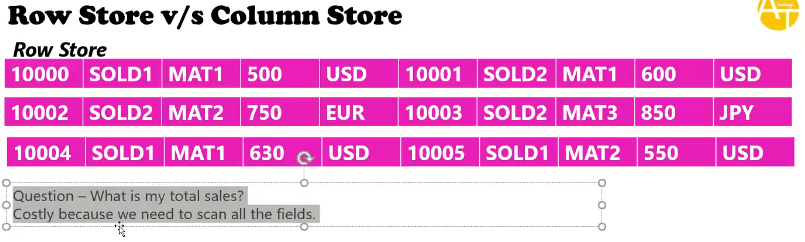 Row Store v/s Column Store
AT
Row Store
10000 SOLD1 MAT1 500 USD 10001 SOLD2 MAT1 600 USD
10002 SOLD2 MAT2 750 EUR 10003 SOLD2 MAT3 850 JPY
10004 SOLD1 MAT1 630 USD 10005 SOLD1 MAT2 550 USD
Question – What is my total sales?
Costly because we need to scan all the fields.